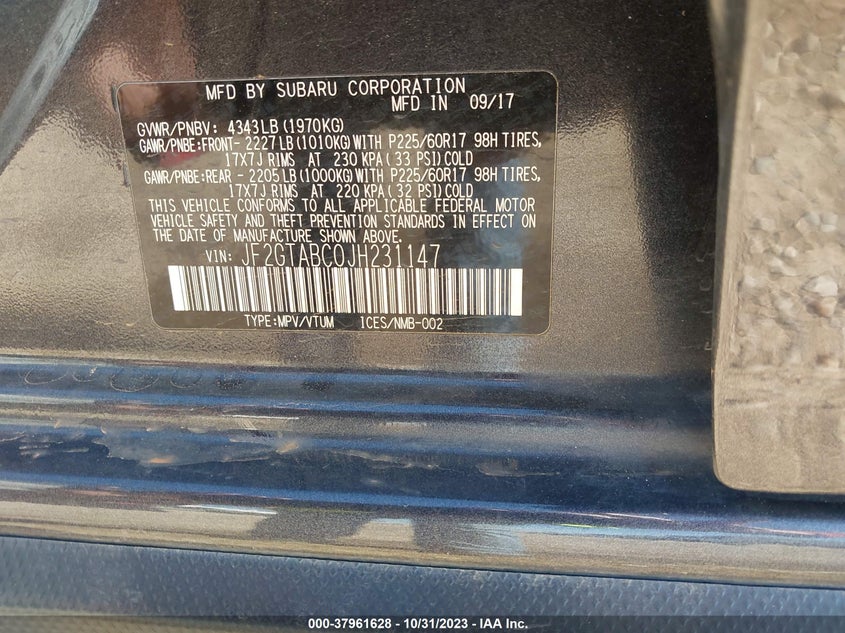 MFD BY SUBARU CORPORATION
MFD IN 09/17
GVWR/PNBV: 4343LB(1970KG)
GAWR/PNBE:FRONT- 2227LB(1010KG)WITH P225/60R17 98H TIRES,
17X7J RIMS AT 230 KPA( 33 PSI)COLD
GAWR/PNBE:REAR - 2205LB(1000KG)WITH P225/60R17 98H TIRES,
17X7J RIMS AT 220 KPA( 32 PSI)COLD
THIS VEHICLE CONFORMS TO ALL APPLICABLE FEDERAL MOTOR
VEHICLE SAFETY AND THEFT PREVENTION STANDARDS IN EFFECT ON
THE DATE OF MANUFACTURE SHOWN ABOVE.
VIN: JF2GTABC0JH231147
TYPE:MPV/VTUM ICES/NMB-002
000-37961628 • 10/31/2023 • IAA Inc.